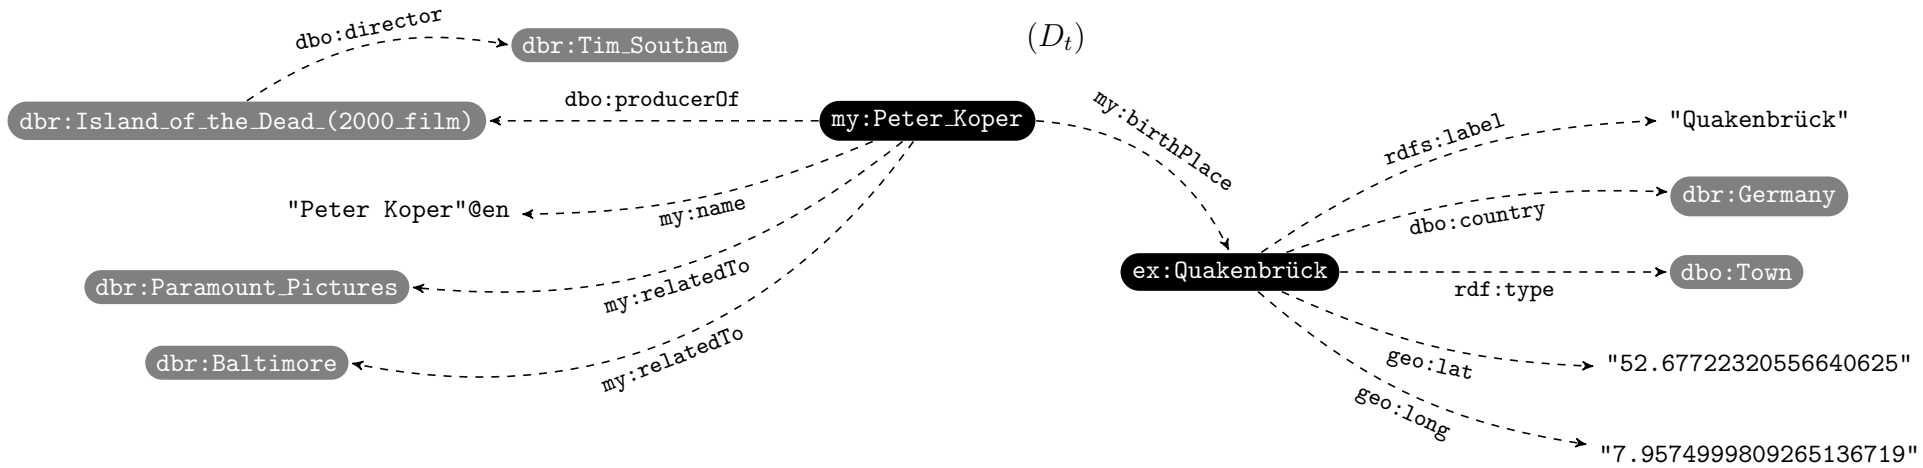 dbo:director
dbr:Tim_Southam
(D_t)
dbo:producerOf
my:birthPlace
dbr:Island_of_the_Dead_(2000_film)
my:Peter_Koper
rdfs:label
"Quakenbrück"
dbr:Germany
"Peter Koper"@en
my:name
dbo:country
ex:Quakenbrück
dbo:Town
dbr:Paramount_Pictures
my:relatedTo
rdf:type
dbr:Baltimore
my:relatedTo
geo:lat
"52.67722320556640625"
geo:long
"7.9574999809265136719"